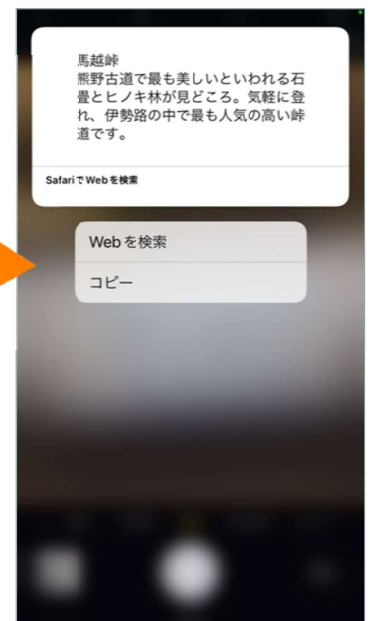 馬越峠
熊野古道で最も美しいといわれる石
畳とヒノキ林が見どころ。気軽に登
れ、伊勢路の中で最も人気の高い峠
道です。
SafariでWebを検索
Webを検索
コピー